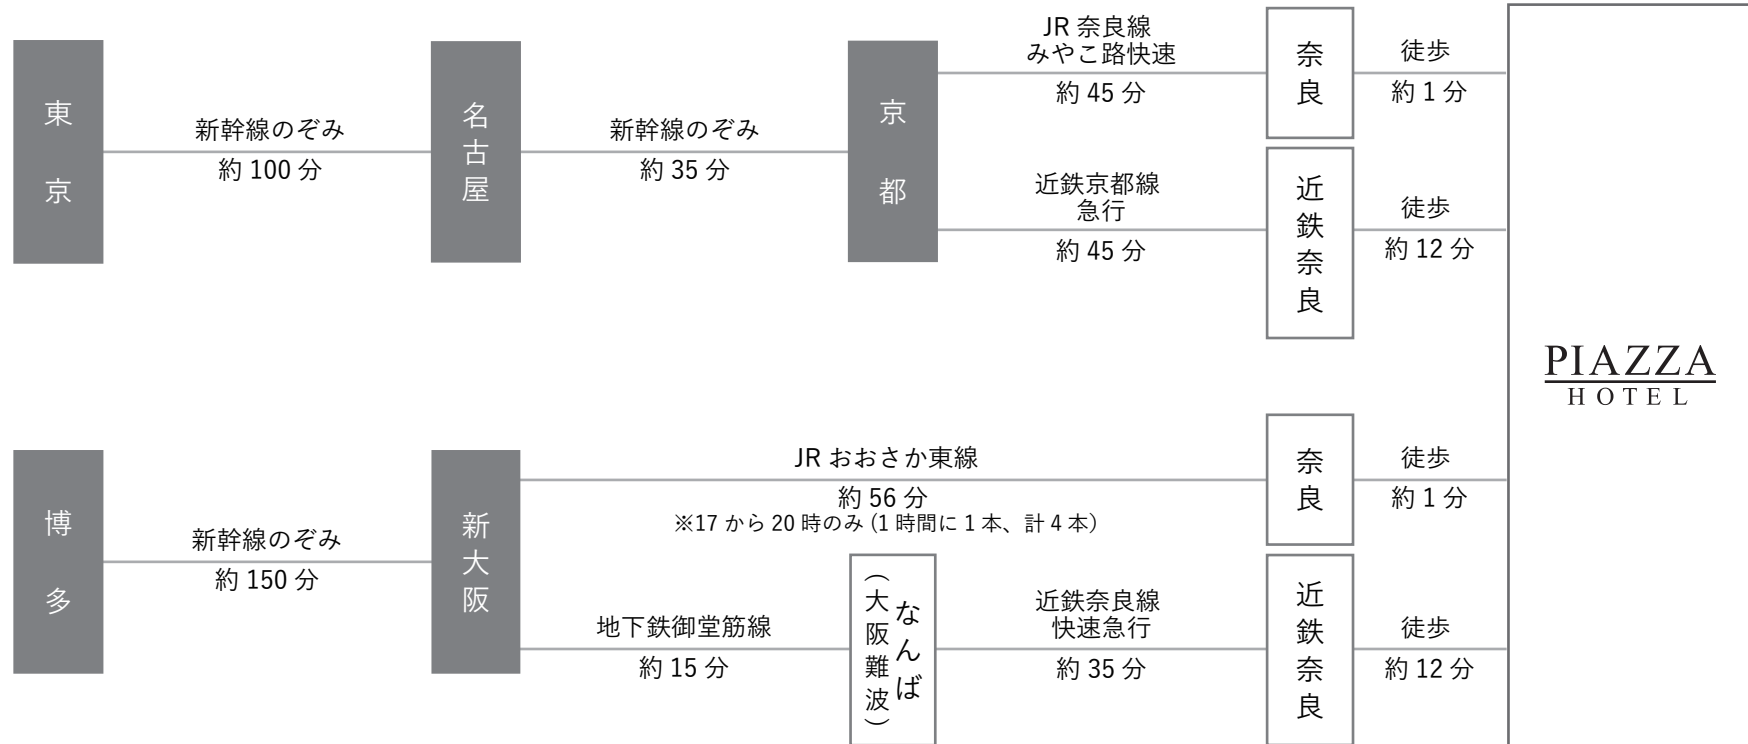 東京
新幹線のぞみ
約 100 分
名古屋
新幹線のぞみ
約 35 分
京都
JR 奈良線
みやこ路快速
約 45 分
奈良
徒歩
約 1 分
近鉄京都線
急行
約 45 分
近鉄奈良
徒歩
約 12 分
PIAZZA
HOTEL
博多
新幹線のぞみ
約 150 分
新大阪
JR おおさか東線
約 56 分
※17 から 20 時のみ (1 時間に 1 本、計 4 本)
奈良
徒歩
約 1 分
地下鉄御堂筋線
約 15 分
なんば
(大阪難波)
近鉄奈良線
快速急行
約 35 分
近鉄奈良
徒歩
約 12 分